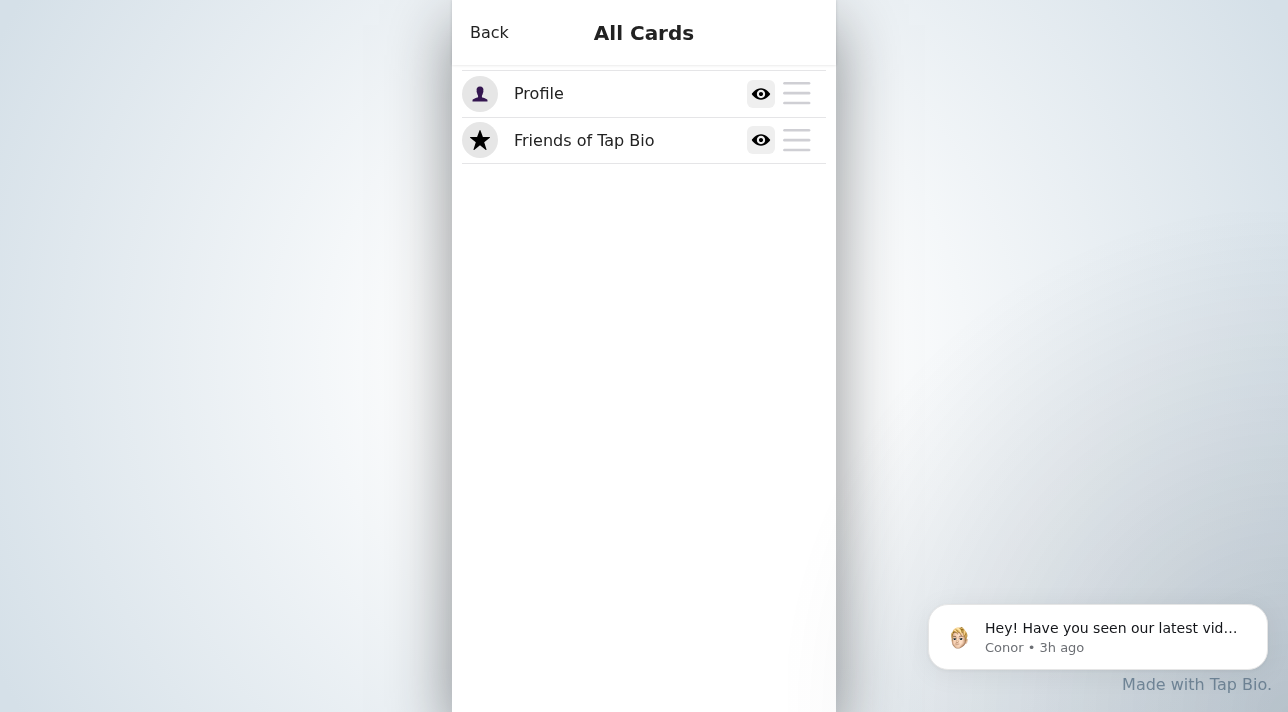 Back
All Cards
Profile
Friends of Tap Bio
Hey! Have you seen our latest vid…
Conor • 3h ago
Made with Tap Bio.